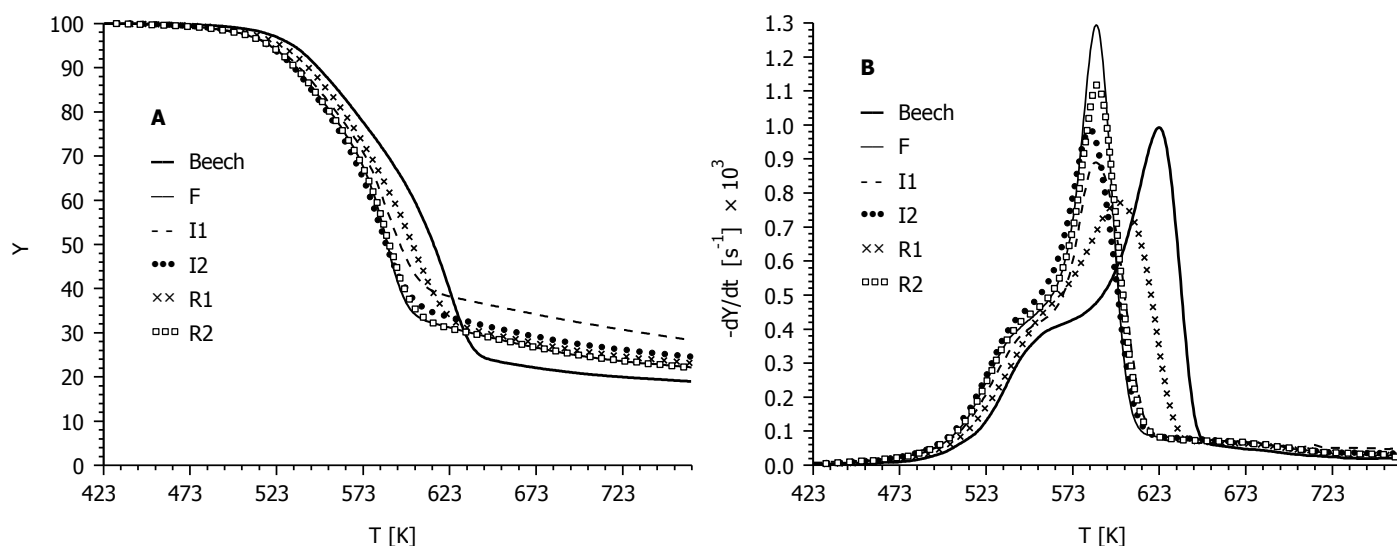 100
90
80
70
60
50
40
30
20
10
0
Y
A
Beech
F
I1
I2
R1
R2
423 473 523 573 623 673 723
T [K]
1.3
1.2
1.1
1.0
0.9
0.8
0.7
0.6
0.5
0.4
0.3
0.2
0.1
0.0
-dY/dt [s⁻¹] × 10³
B
Beech
F
I1
I2
R1
R2
423 473 523 573 623 673 723
T [K]